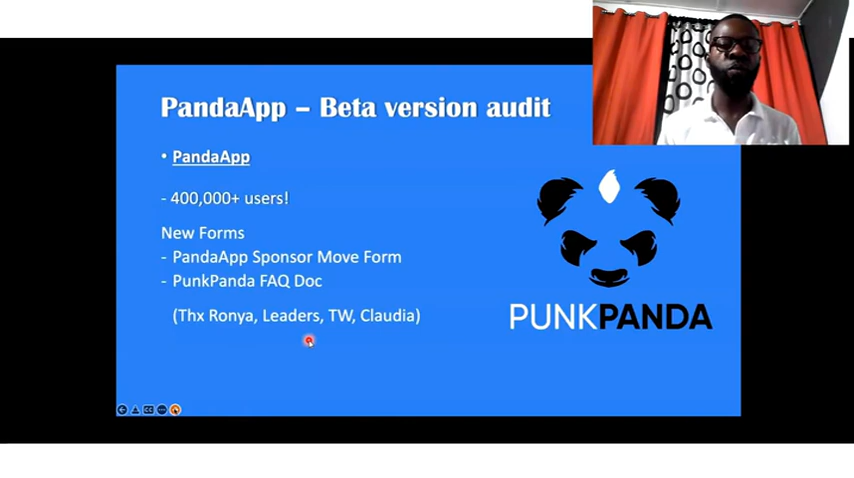 PandaApp – Beta version audit
• PandaApp
- 400,000+ users!
New Forms
- PandaApp Sponsor Move Form
- PunkPanda FAQ Doc
(Thx Ronya, Leaders, TW, Claudia)
PUNKPANDA